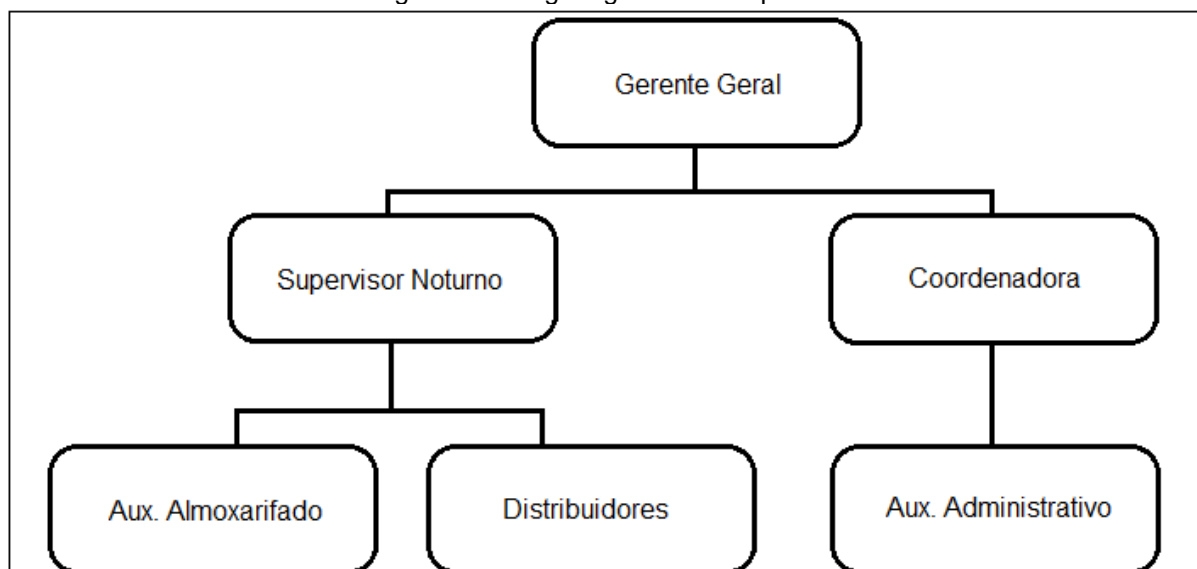 Gerente Geral
Supervisor Noturno
Coordenadora
Aux. Almoxarifado
Distribuidores
Aux. Administrativo